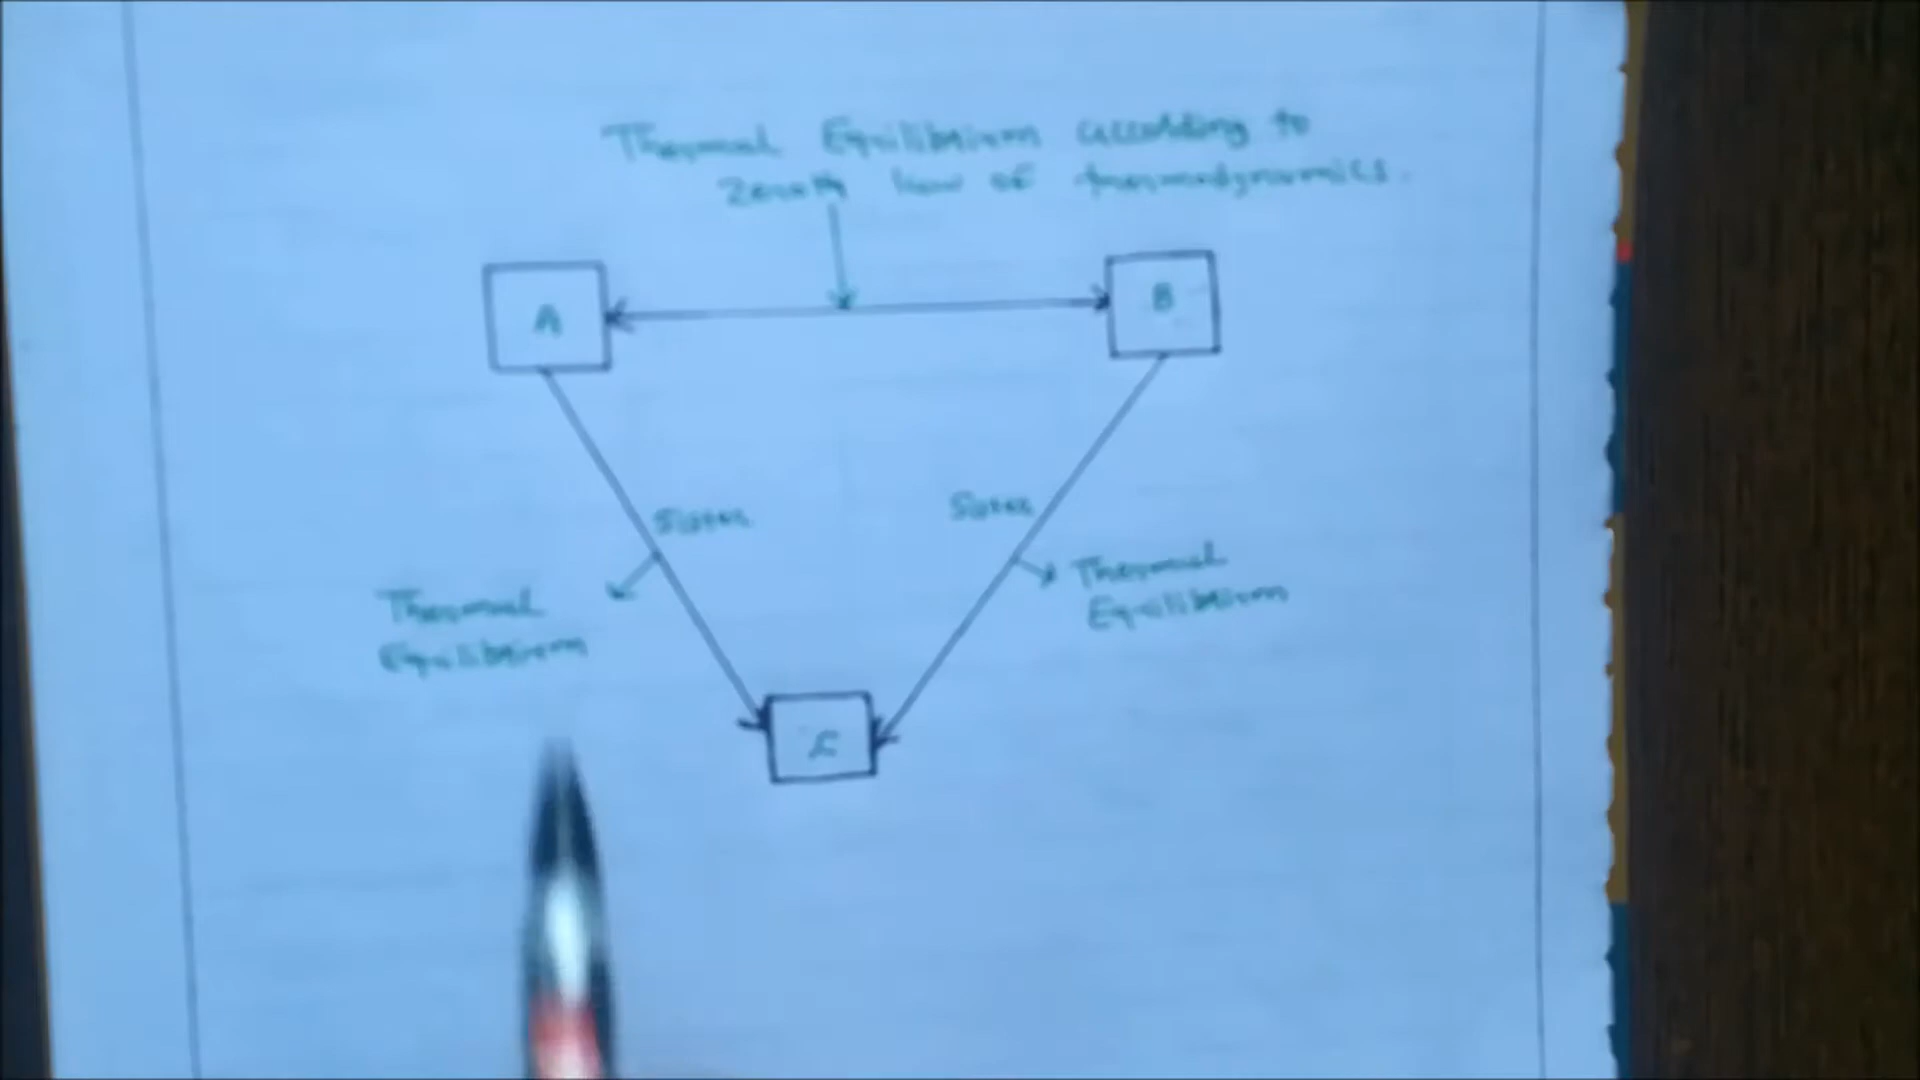 Thermal Equilibrium according to
Zeroth law of thermodynamics.
A
B
Thermal
Equilibrium
Thermal
Equilibrium
C